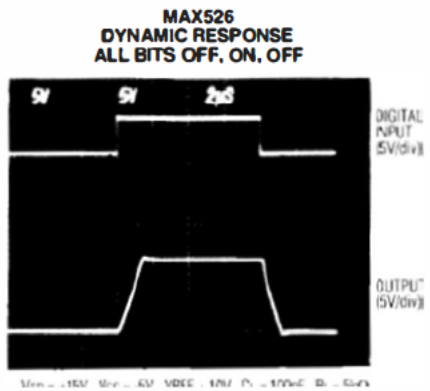 MAX526
DYNAMIC RESPONSE
ALL BITS OFF, ON, OFF
5V 5V 2µS
DIGITAL
INPUT
(5V/div)
OUTPUT
(5V/div)